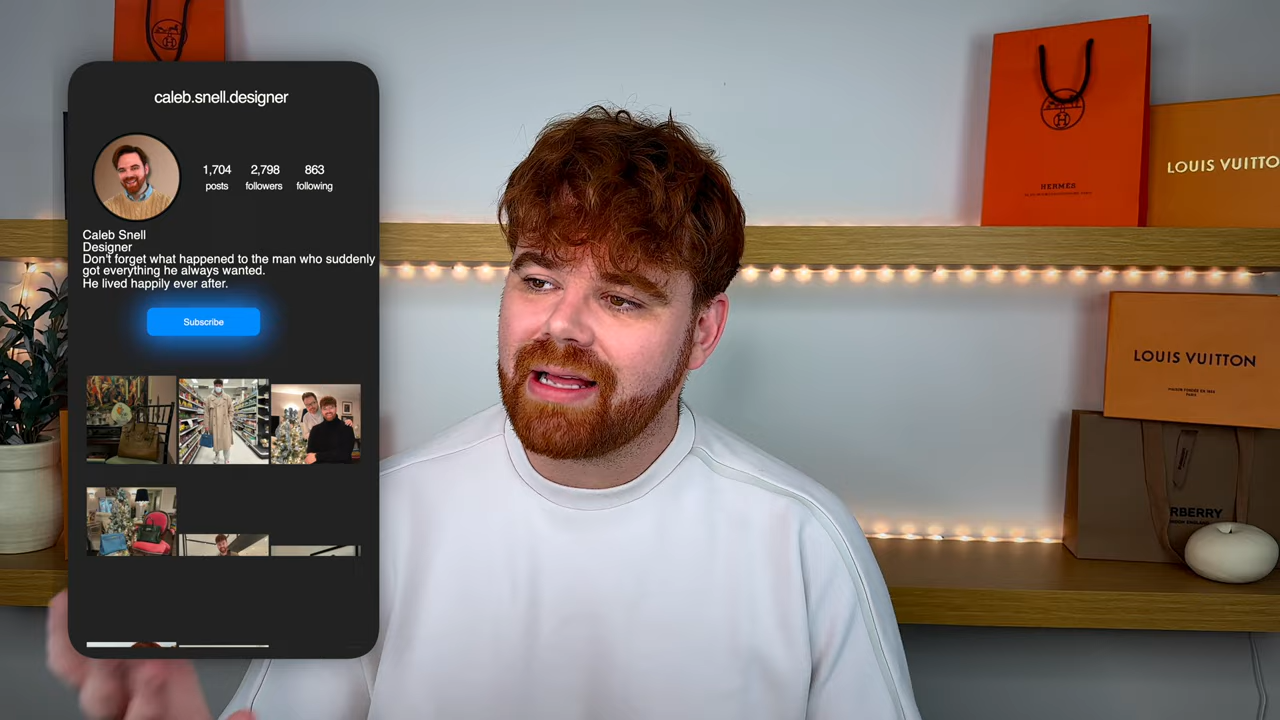 caleb.snell.designer
1,704 2,798 863
posts followers following
Caleb Snell
Designer
Don't forget what happened to the man who suddenly
got everything he always wanted.
He lived happily ever after.
Subscribe
HERMES
LOUIS VUITTO
LOUIS VUITTON
RBERRY